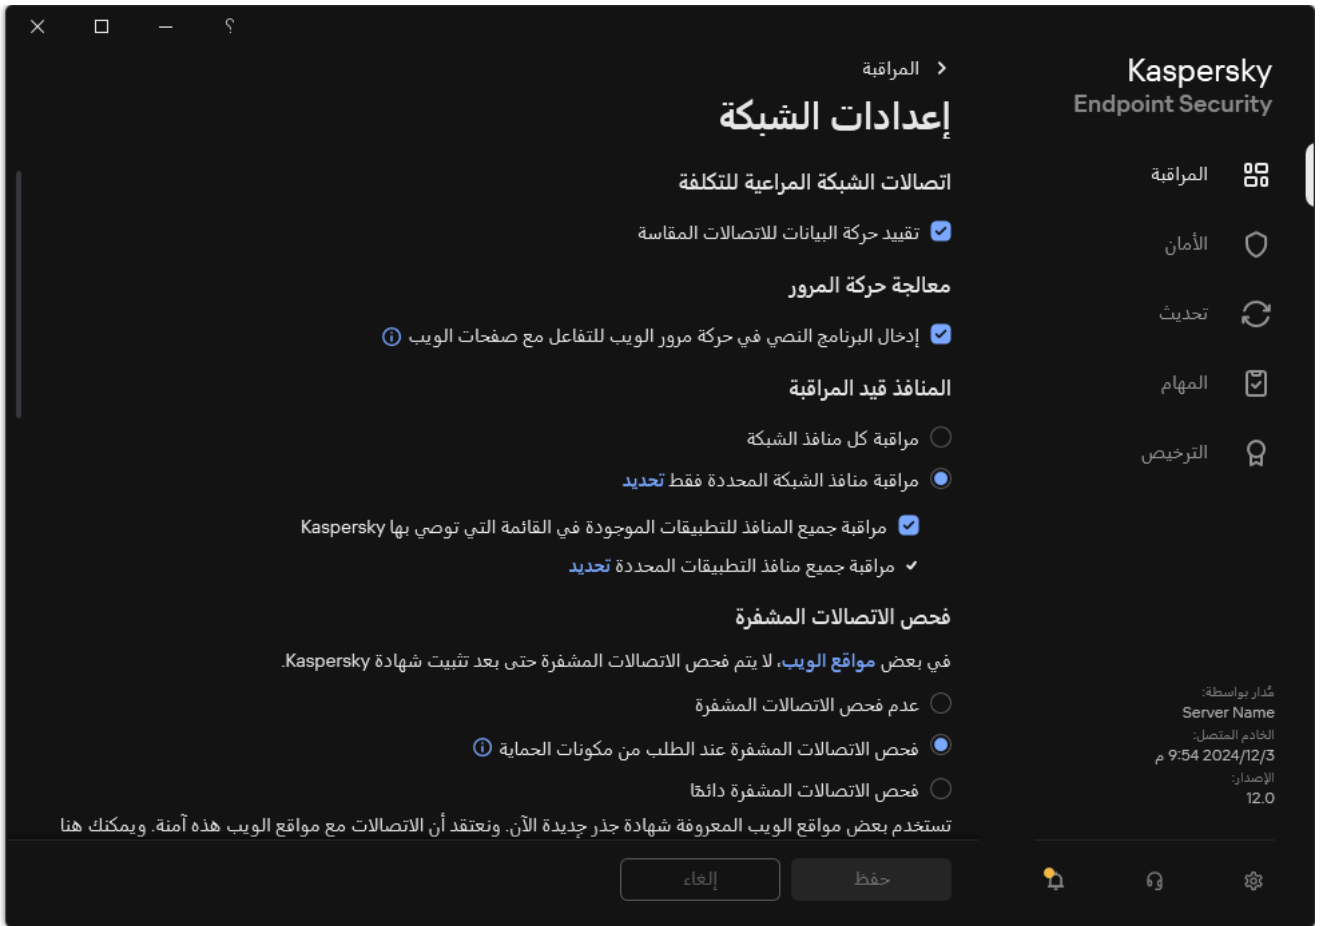 ؟
Kaspersky
Endpoint Security
المراقبة
الأمان
تحديث
المهام
الترخيص
مُدار بواسطة:
Server Name
الخادم المتصل:
2024/12/3 9:54 م
الإصدار:
12.0
المراقبة
إعدادات الشبكة
اتصالات الشبكة المراعية للتكلفة
تقييد حركة البيانات للاتصالات المقاسة
معالجة حركة المرور
إدخال البرنامج النصي في حركة مرور الويب للتفاعل مع صفحات الويب
المنافذ قيد المراقبة
مراقبة كل منافذ الشبكة
مراقبة منافذ الشبكة المحددة فقط تحديد
مراقبة جميع المنافذ للتطبيقات الموجودة في القائمة التي توصي بها Kaspersky
مراقبة جميع منافذ التطبيقات المحددة تحديد
فحص الاتصالات المشفرة
في بعض مواقع الويب، لا يتم فحص الاتصالات المشفرة حتى بعد تثبيت شهادة Kaspersky.
عدم فحص الاتصالات المشفرة
فحص الاتصالات المشفرة عند الطلب من مكونات الحماية
فحص الاتصالات المشفرة دائمًا
تستخدم بعض مواقع الويب المعروفة شهادة جذر جديدة الآن. ونعتقد أن الاتصالات مع مواقع الويب هذه آمنة. ويمكنك هنا
حفظ
إلغاء